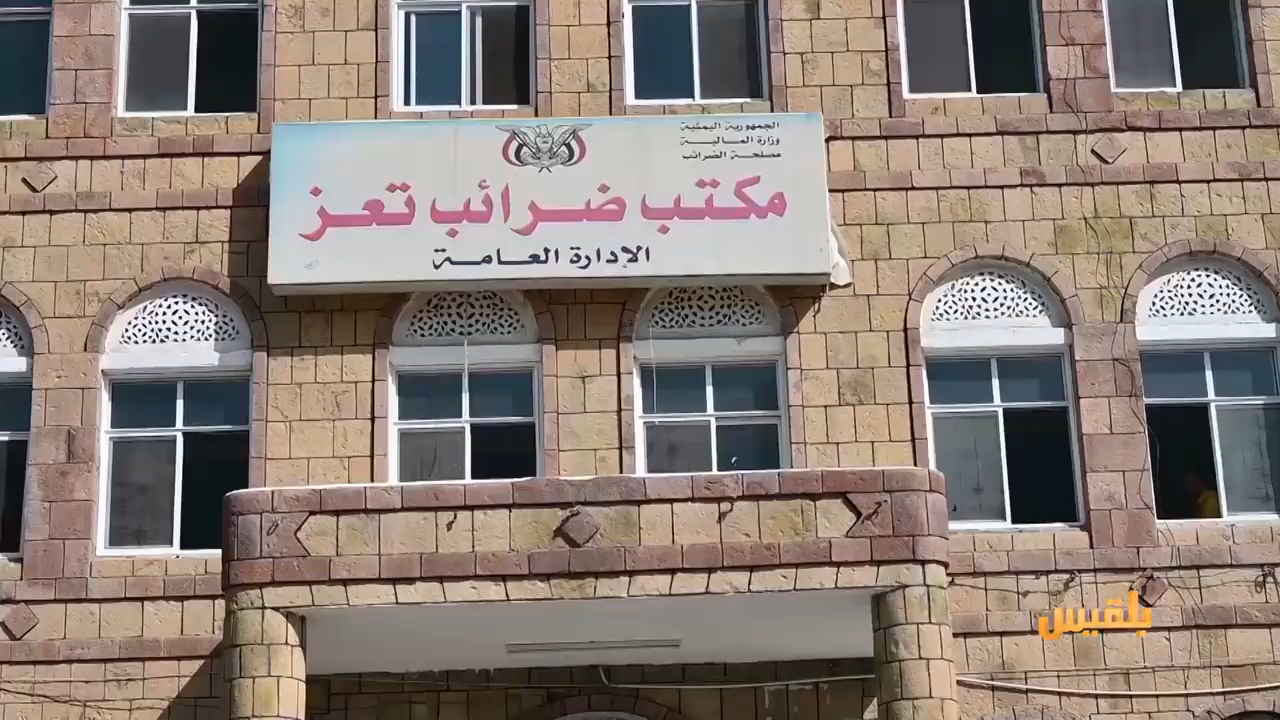 الجمهورية اليمنية
وزارة المالية
مصلحة الضرائب
مكتب ضرائب تعز
الإدارة العامة
بلقيس